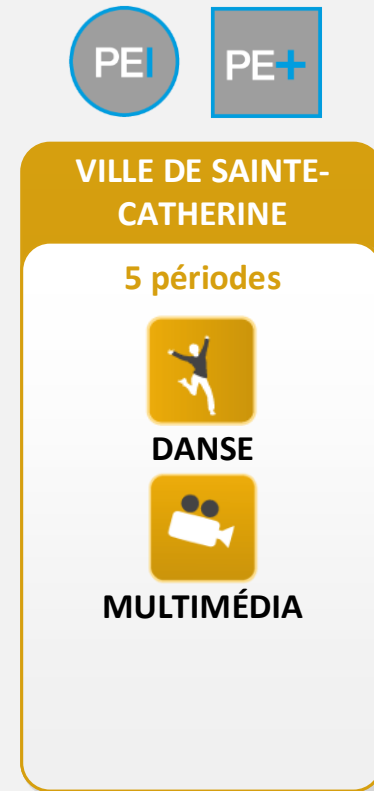 PEI
PE+
VILLE DE SAINTE-
CATHERINE
5 périodes
DANSE
MULTIMÉDIA